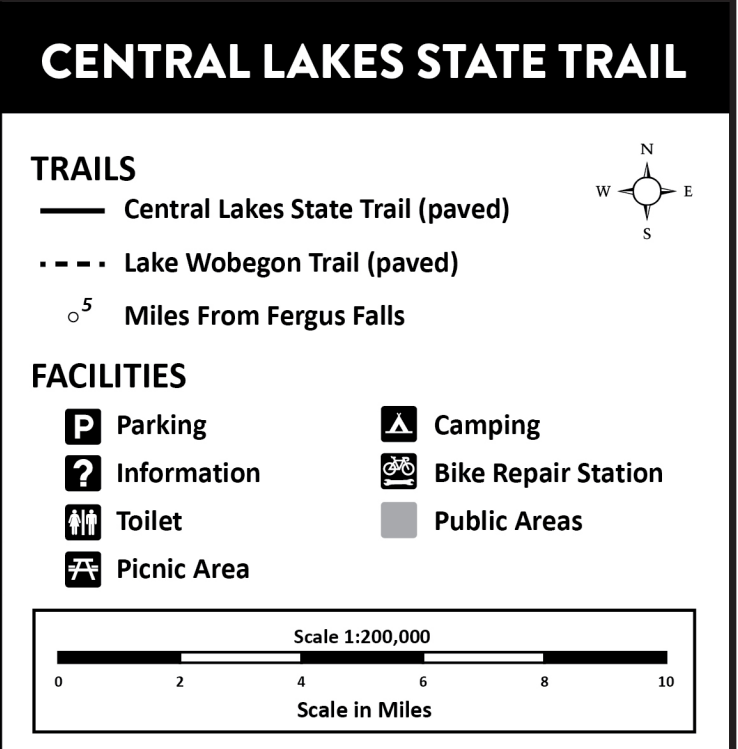 CENTRAL LAKES STATE TRAIL
N
W E
S
TRAILS
Central Lakes State Trail (paved)
Lake Wobegon Trail (paved)
5 Miles From Fergus Falls
FACILITIES
P Parking
? Information
Toilet
Picnic Area
Camping
Bike Repair Station
Public Areas
Scale 1:200,000
0 2 4 6 8 10
Scale in Miles